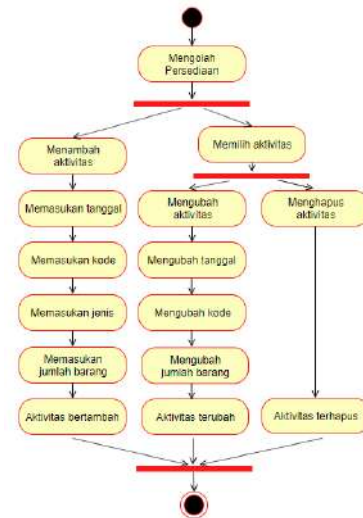 Mengolah
Persediaan
Menambah
aktivitas
Memilih aktivitas
Memasukan tanggal
Mengubah
aktivitas
Menghapus
aktivitas
Memasukan kode
Mengubah tanggal
Memasukan jenis
Mengubah kode
Memasukan
jumlah barang
Mengubah
jumlah barang
Aktivitas bertambah
Aktivitas terubah
Aktivitas terhapus